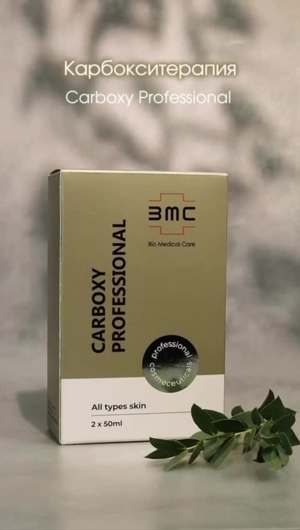 Карбокситерапия
Carboxy Professional
BMC
Bio Medical Care
CARBOXY
PROFESSIONAL
professional
cosmeceuticals
All types skin
2 x 50ml